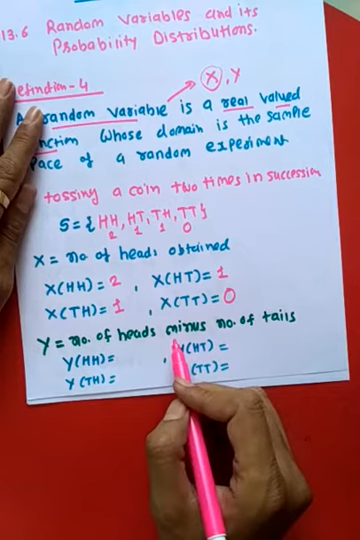 13.6 Random Variables and its
Probability Distributions.
Definition-4
X, Y
A random variable is a real valued
function whose domain is the sample
space of a random experiment
tossing a coin two times in succession
S = {HH, HT, TH, TT}
2 1 1 0
X = no of heads obtained
X(HH) = 2 , X(HT) = 1
X(TH) = 1 , X(TT) = 0
Y = no. of heads minus no. of tails
Y(HH) = , Y(HT) =
Y(TH) = (TT) =